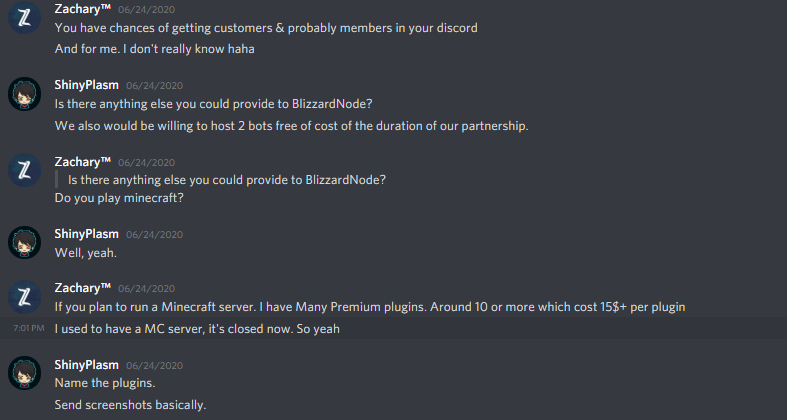 Zachary™ 06/24/2020
You have chances of getting customers & probably members in your discord
And for me. I don't really know haha
ShinyPlasm 06/24/2020
Is there anything else you could provide to BlizzardNode?
We also would be willing to host 2 bots free of cost of the duration of our partnership.
Zachary™ 06/24/2020
Is there anything else you could provide to BlizzardNode?
Do you play minecraft?
ShinyPlasm 06/24/2020
Well, yeah.
Zachary™ 06/24/2020
If you plan to run a Minecraft server. I have Many Premium plugins. Around 10 or more which cost 15$+ per plugin
7:01 PM I used to have a MC server, it's closed now. So yeah
ShinyPlasm 06/24/2020
Name the plugins.
Send screenshots basically.